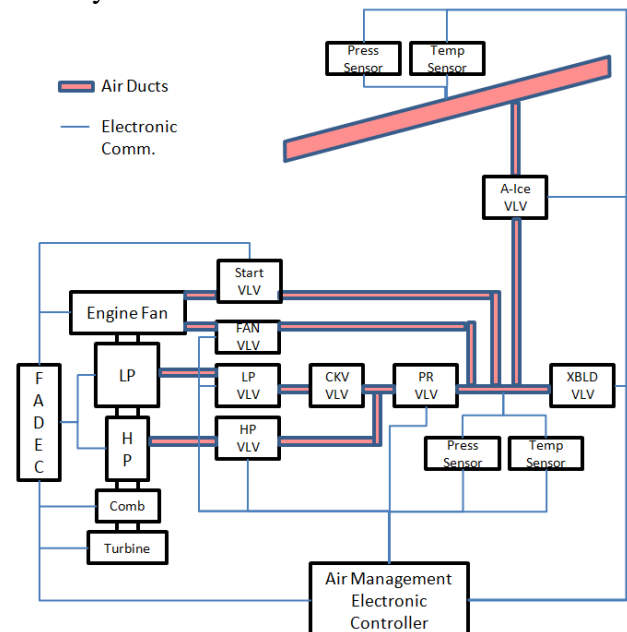 Press
Sensor
Temp
Sensor
Air Ducts
Electronic
Comm.
A-Ice
VLV
Start
VLV
Engine Fan
FAN
VLV
F
A
D
E
C
LP
LP
VLV
CKV
VLV
PR
VLV
XBLD
VLV
H
P
HP
VLV
Press
Sensor
Temp
Sensor
Comb
Turbine
Air Management
Electronic
Controller